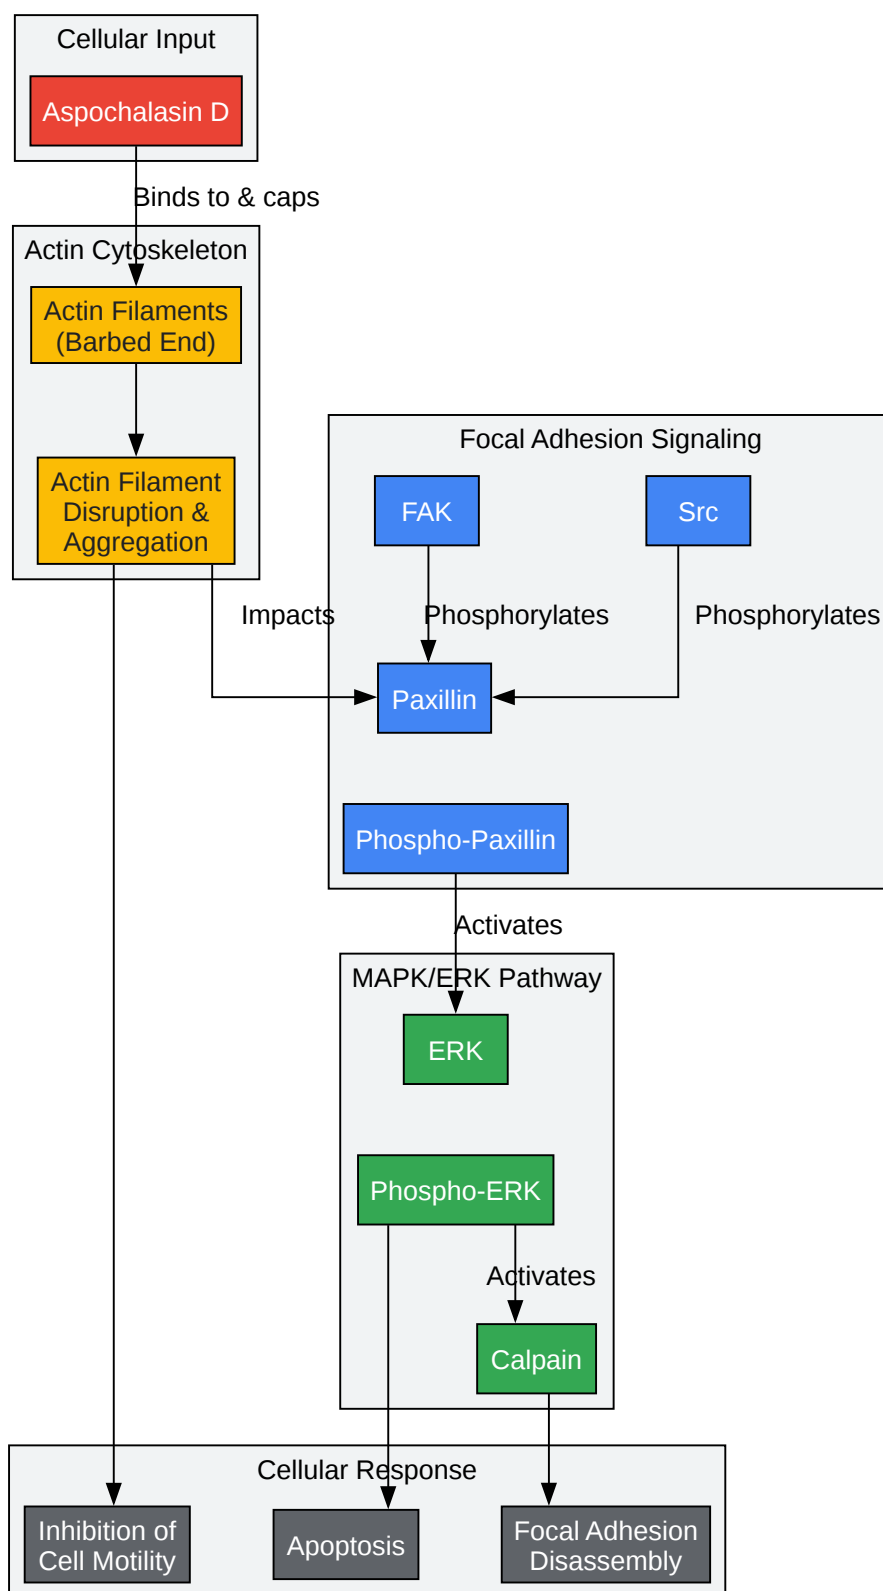 Cellular Input
Aspochalasin D
Binds to & caps
Actin Cytoskeleton
Actin Filaments
(Barbed End)
Actin Filament
Disruption &
Aggregation
Focal Adhesion Signaling
FAK
Src
Impacts
Phosphorylates
Phosphorylates
Paxillin
Phospho-Paxillin
Activates
MAPK/ERK Pathway
ERK
Phospho-ERK
Activates
Calpain
Cellular Response
Inhibition of
Cell Motility
Apoptosis
Focal Adhesion
Disassembly